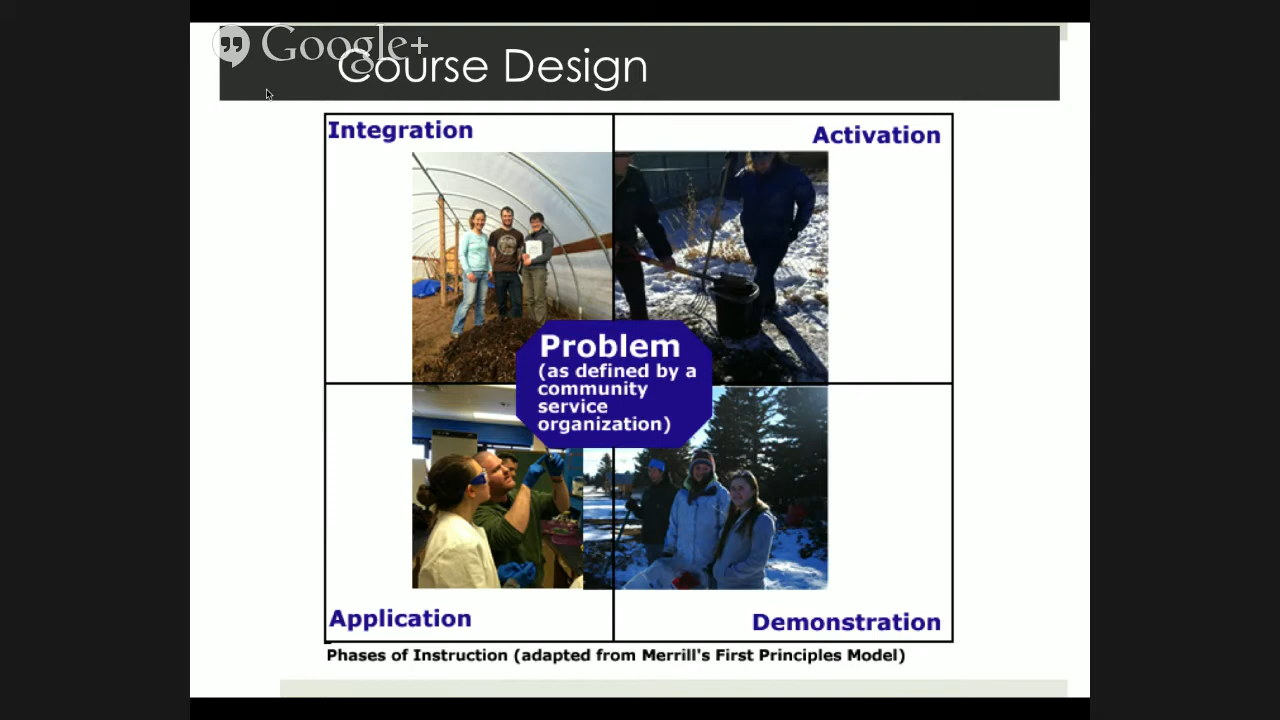 Google+
Course Design
Integration
Activation
Problem
(as defined by a
community
service
organization)
Application
Demonstration
Phases of Instruction (adapted from Merrill's First Principles Model)